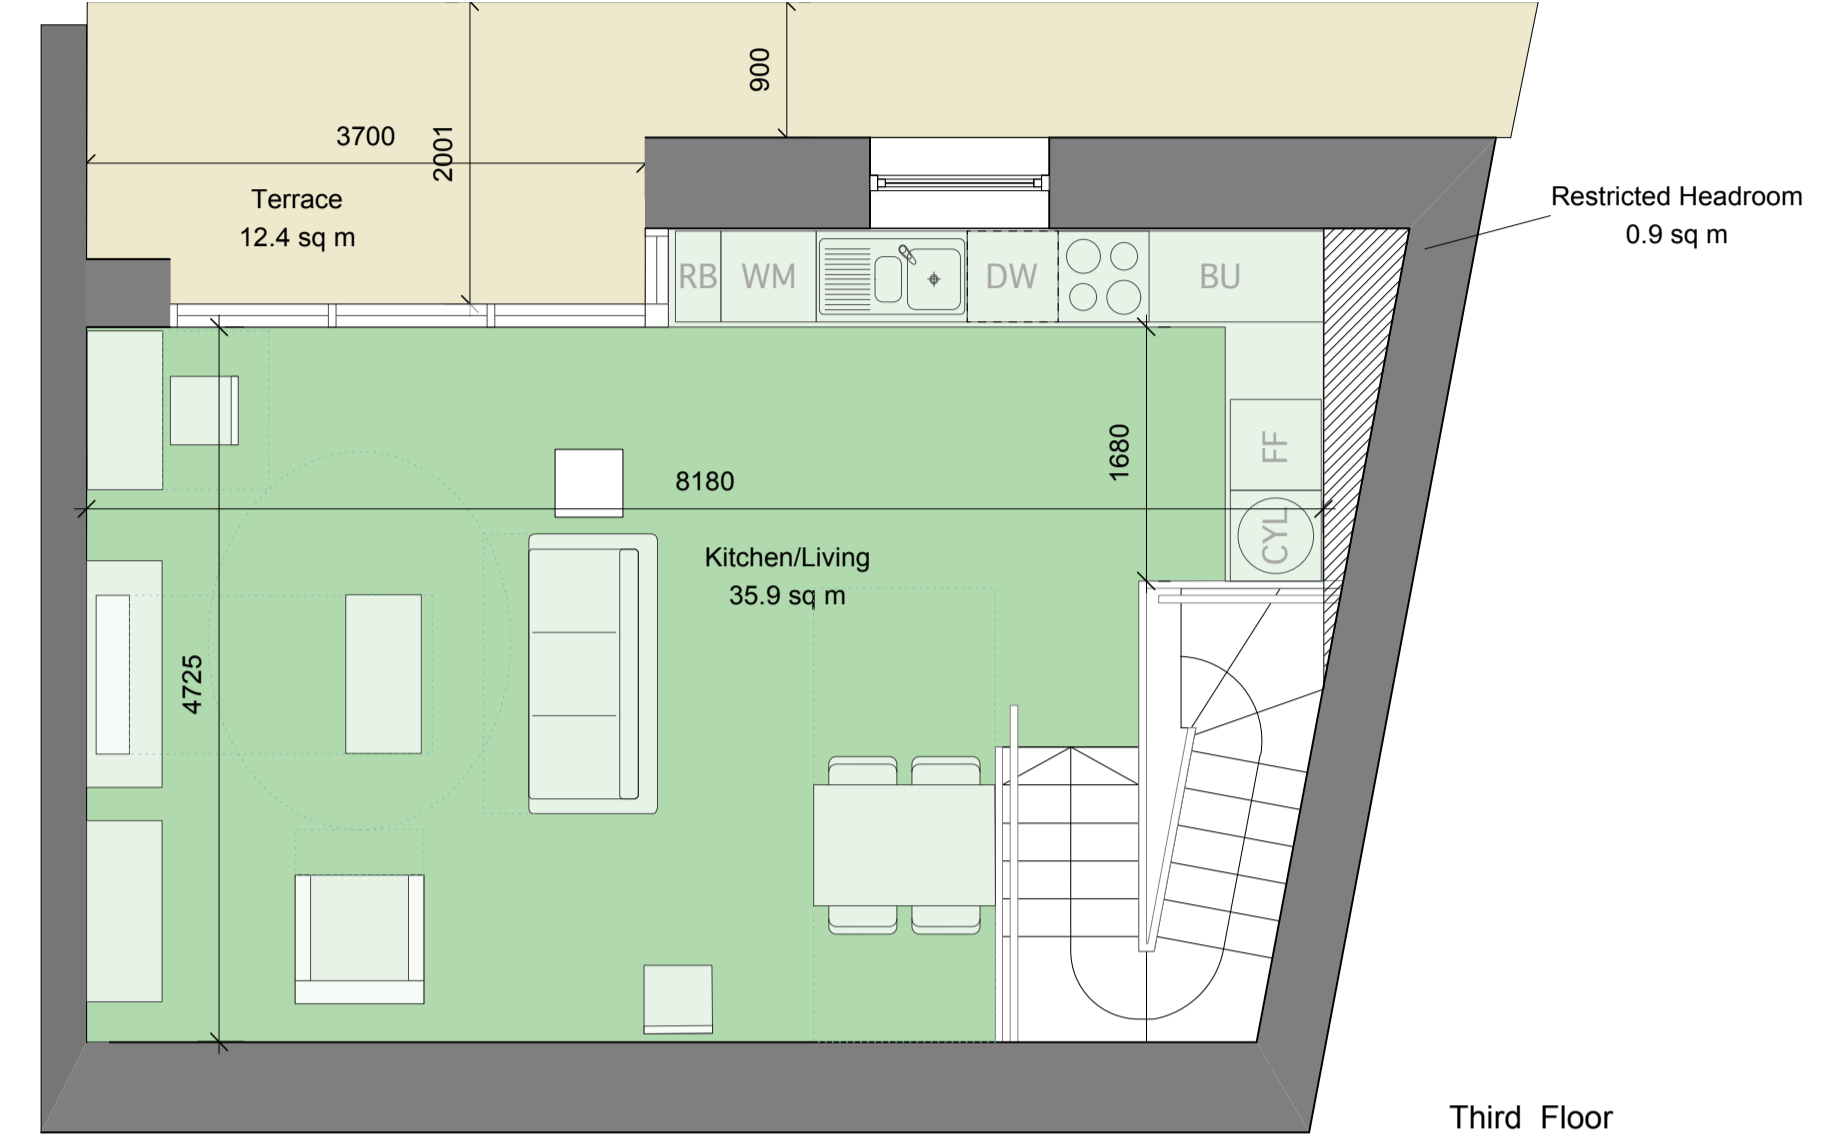 900
3700
2001
Terrace
12.4 sq m
Restricted Headroom
0.9 sq m
RB
WM
DW
BU
FF
CYL
1680
8180
Kitchen/Living
35.9 sq m
4725
Third Floor